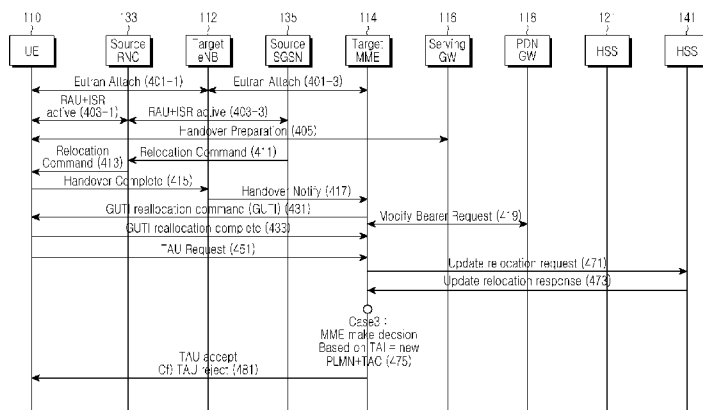 110 133 112 135 114 116 118 121 141
UE
Source
RNC
Target
eNB
Source
SGSN
Target
MME
Serving
GW
PDN
GW
HSS
HSS
Eutran Attach (401-1)
Eutran Attach (401-3)
RAU+ISR
active (403-1)
RAU+ISR active (403-3)
Handover Preparation (405)
Relocation
Command (413)
Relocation Command (411)
Handover Complete (415)
Handover Notify (417)
GUTI reallocation command (GUTI) (431)
Modify Bearer Request (419)
GUTI reallocation complete (433)
TAU Request (451)
Update relocation request (471)
Update relocation response (473)
Case3 :
MME make decsion
Based on TAI = new
PLMN+TAC (475)
TAU accept
Cf) TAU reject (481)